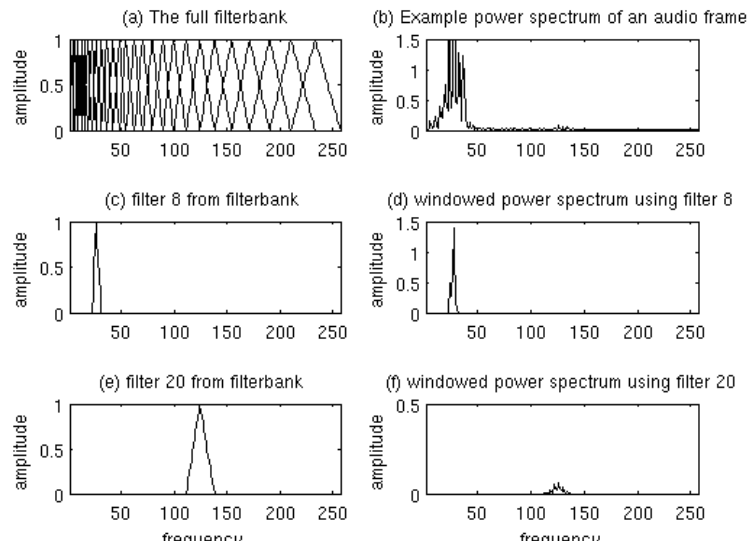 (a) The full filterbank
amplitude
1
0.5
0
50 100 150 200 250
(b) Example power spectrum of an audio frame
amplitude
1.5
1
0.5
0
50 100 150 200 250
(c) filter 8 from filterbank
amplitude
1
0.5
0
50 100 150 200 250
(d) windowed power spectrum using filter 8
amplitude
1.5
1
0.5
0
50 100 150 200 250
(e) filter 20 from filterbank
amplitude
1
0.5
0
50 100 150 200 250
frequency
(f) windowed power spectrum using filter 20
amplitude
0.5
0
50 100 150 200 250
frequency